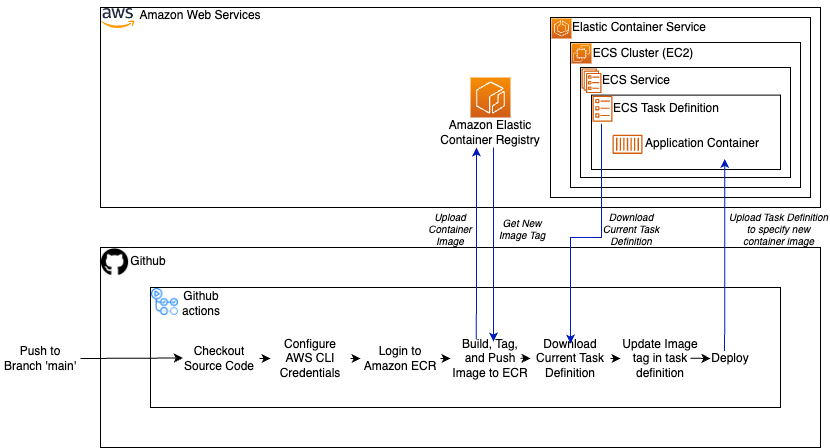 aws
Amazon Web Services
Elastic Container Service
ECS Cluster (EC2)
ECS Service
ECS Task Definition
Application Container
Amazon Elastic
Container Registry
Upload
Container
Image
Get New
Image Tag
Download
Current Task
Definition
Upload Task Definition
to specify new
container image
Github
Github
actions
Push to
Branch 'main'
Checkout
Source Code
Configure
AWS CLI
Credentials
Login to
Amazon ECR
Build, Tag,
and Push
Image to ECR
Download
Current Task
Definition
Update Image
tag in task
definition
Deploy